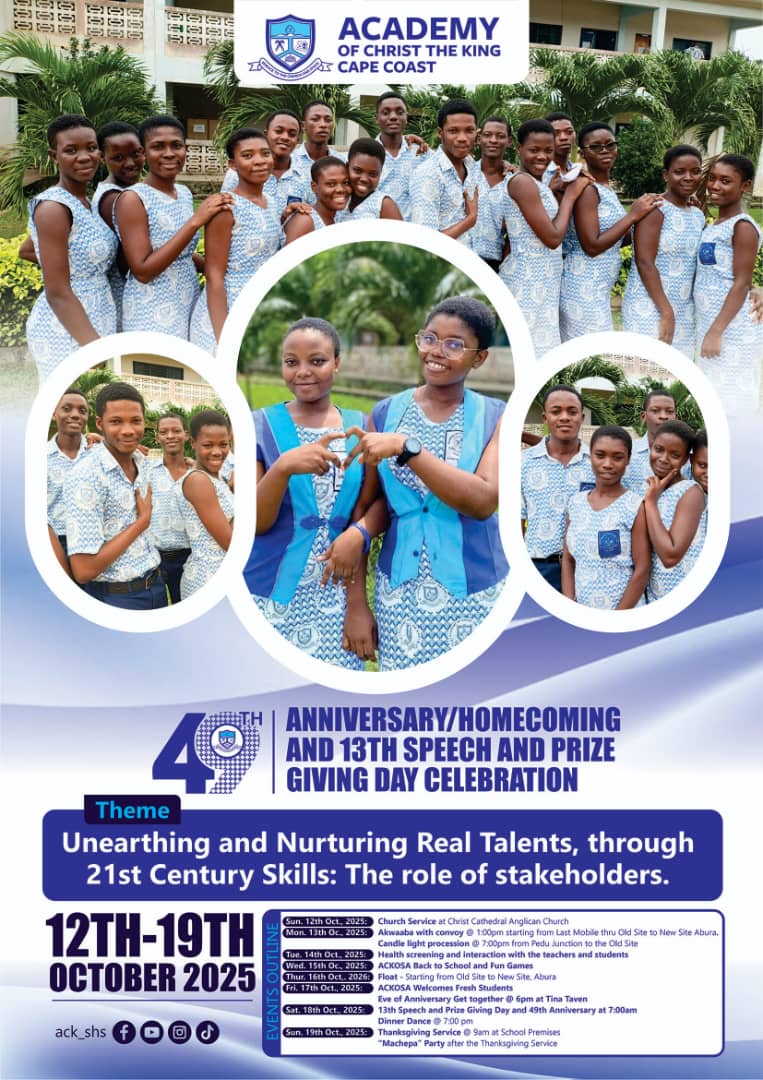 ACADEMY
OF CHRIST THE KING
CAPE COAST
49TH
ANNIVERSARY/HOMECOMING
AND 13TH SPEECH AND PRIZE
GIVING DAY CELEBRATION
Theme
Unearthing and Nurturing Real Talents, through
21st Century Skills: The role of stakeholders.
12TH-19TH
OCTOBER 2025
ack_shs
EVENTS OUTLINE
Sun. 12th Oct., 2025: Church Service at Christ Cathedral Anglican Church
Mon. 13th Oc., 2025: Akwaaba with convoy @ 1:00pm starting from Last Mobile thru Old Site to New Site Abura.
Candle light procession @ 7:00pm from Pedu Junction to the Old Site
Tue. 14th Oct., 2025: Health screening and interaction with the teachers and students
Wed. 15th Oc., 2025: ACKOSA Back to School and Fun Games
Thur. 16th Oct,. 2026: Float - Starting from Old Site to New Site, Abura
Fri. 17th Oct., 2025: ACKOSA Welcomes Fresh Students
Eve of Anniversary Get together @ 6pm at Tina Taven
Sat. 18th Oct., 2025: 13th Speech and Prize Giving Day and 49th Anniversary at 7:00am
Dinner Dance @ 7:00 pm
Sun. 19th Oct., 2025: Thanksgiving Service @ 9am at School Premises
"Machepa" Party after the Thanksgiving Service